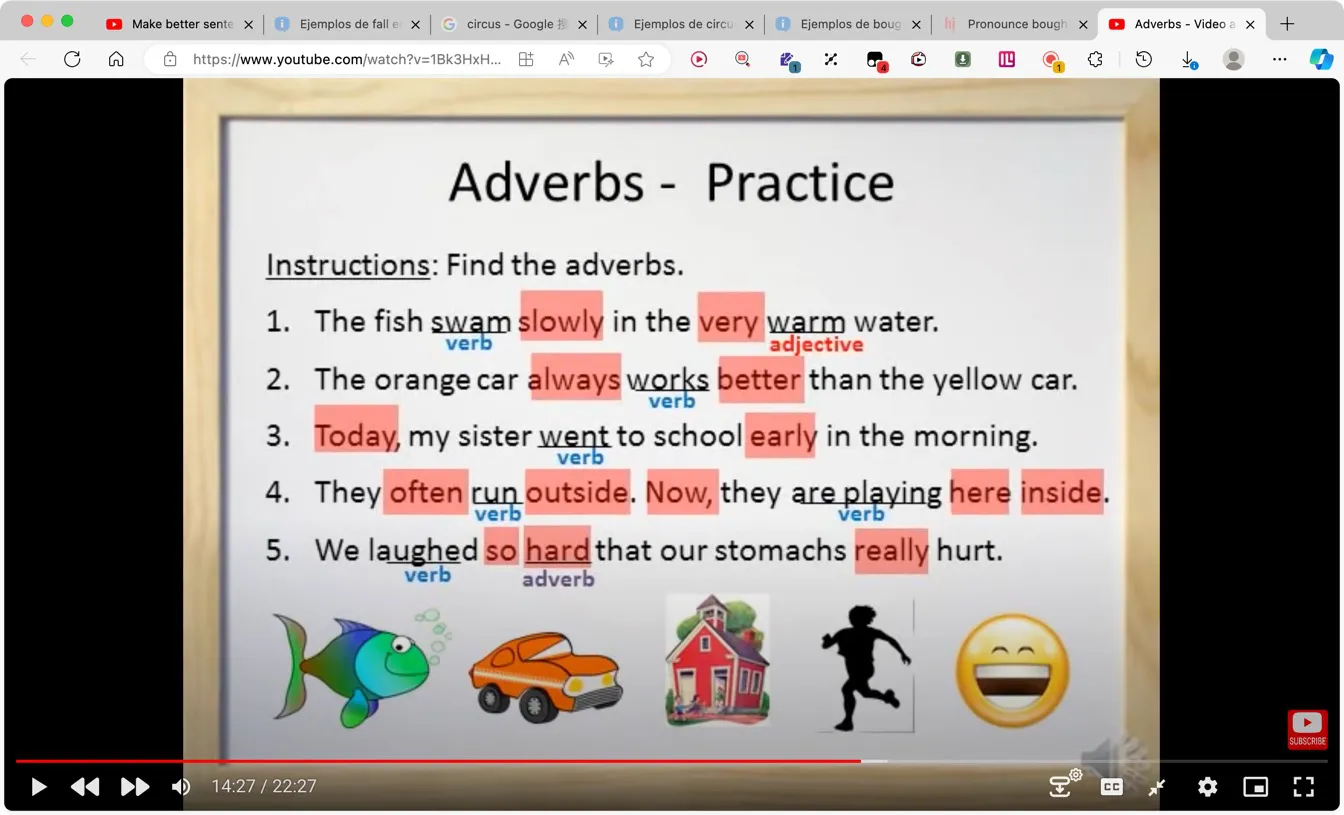 Make better sente
Ejemplos de fall e
circus - Google 搜
Ejemplos de circu
Ejemplos de boug
Pronounce bough
Adverbs - Video a
https://www.youtube.com/watch?v=1Bk3HxH...
1
4
1
Adverbs - Practice
Instructions: Find the adverbs.
1. The fish swam slowly in the very warm water.
verb adjective
2. The orange car always works better than the yellow car.
verb
3. Today, my sister went to school early in the morning.
verb
4. They often run outside. Now, they are playing here inside.
verb verb
5. We laughed so hard that our stomachs really hurt.
verb adverb
SUBSCRIBE
14:27 / 22:27
CC